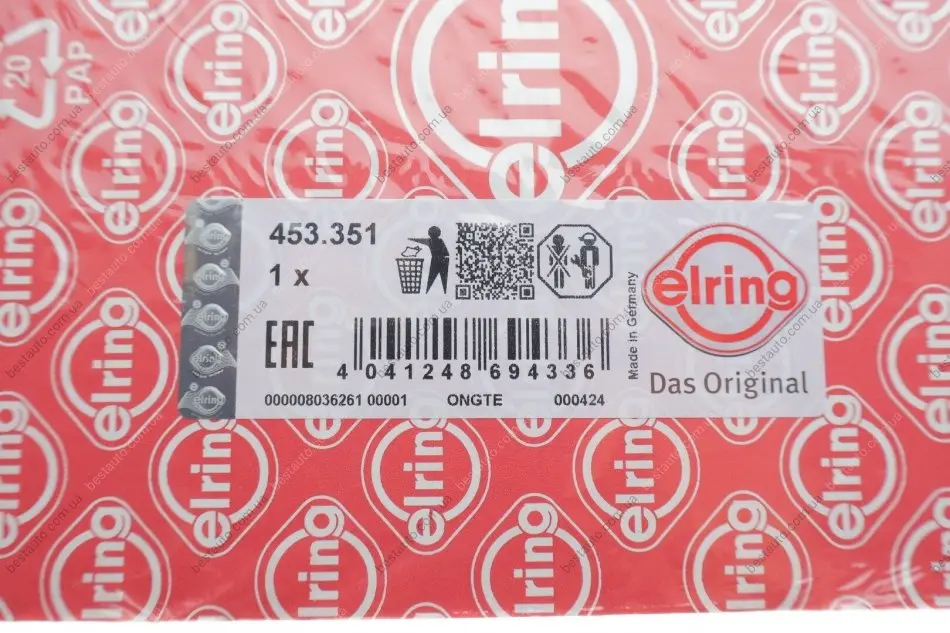 20
PAP
453.351
1 x
EAC
4 041248 694336
000008036261 00001 ONGTE 000424
Made in Germany
elring
Das Original
elring
bestauto.com.ua